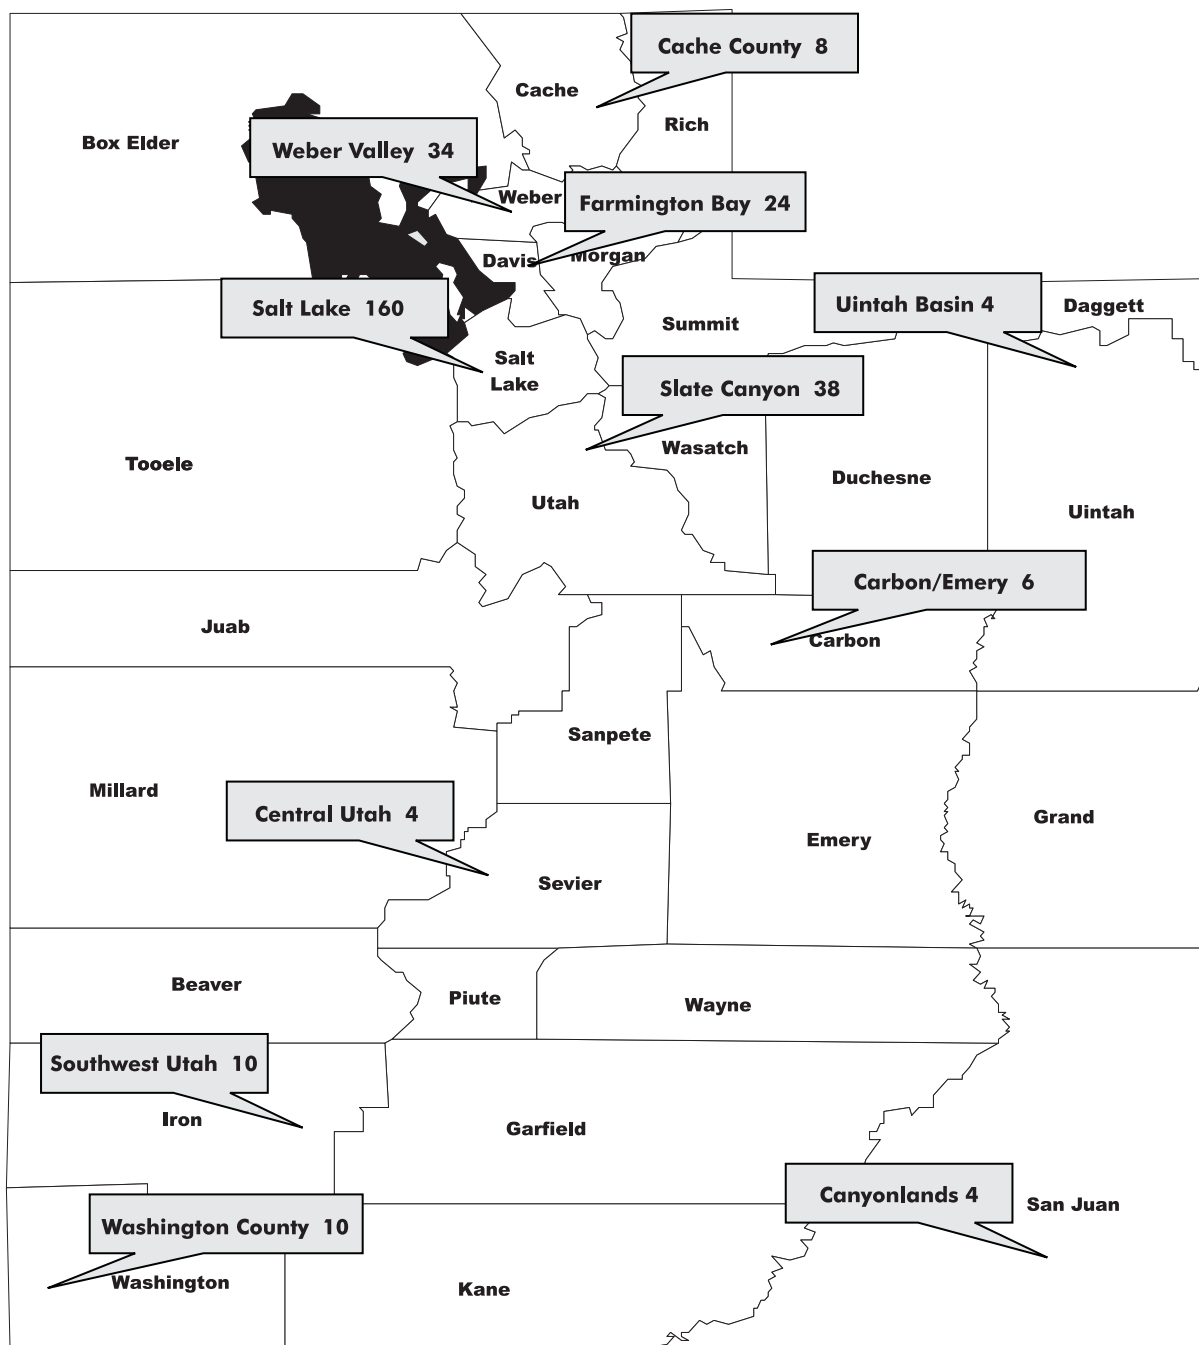 Cache County 8
Cache
Rich
Box Elder
Weber Valley 34
Weber
Farmington Bay 24
Davis
Morgan
Salt Lake 160
Summit
Uintah Basin 4
Daggett
Salt
Lake
Slate Canyon 38
Wasatch
Tooele
Duchesne
Utah
Uintah
Carbon/Emery 6
Juab
Carbon
Sanpete
Millard
Central Utah 4
Grand
Emery
Sevier
Beaver
Piute
Wayne
Southwest Utah 10
Iron
Garfield
Canyonlands 4
San Juan
Washington County 10
Washington
Kane